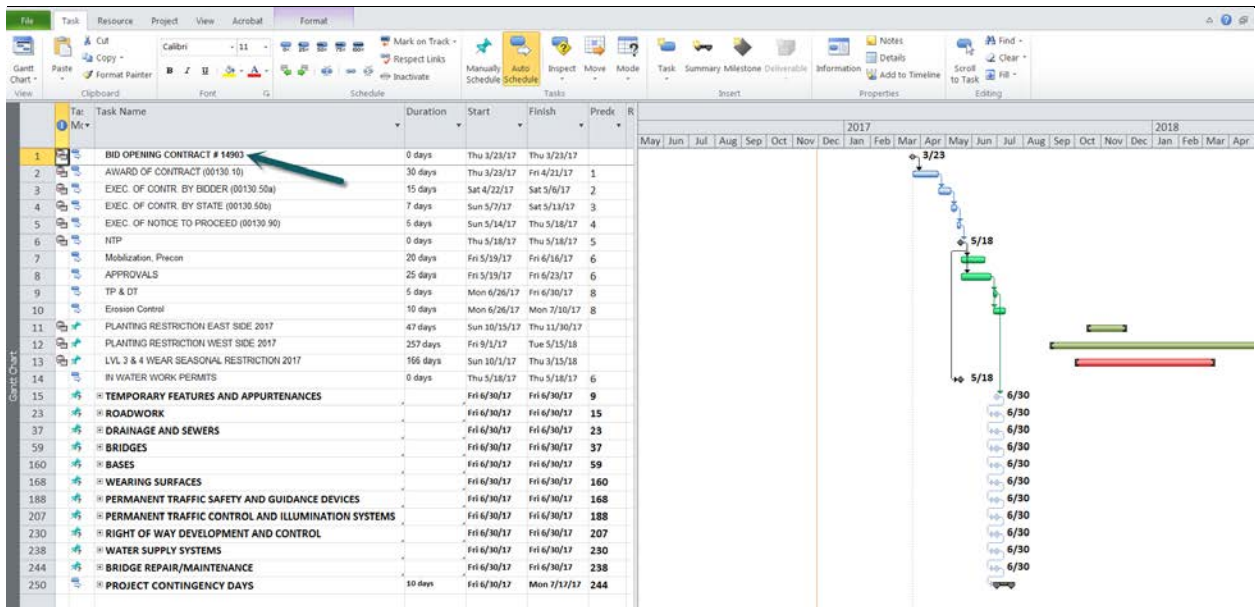 File Task Resource Project View Acrobat Format
Cut
Copy
Format Painter
Paste
Gantt Chart
Calibri 11
B I U A
Mark on Track
Respect Links
Inactivate
Manually Schedule
Auto Schedule
Inspect Move Mode
Task Summary Milestone Deliverable
Information
Notes
Details
Add to Timeline
Scroll to Task
Find
Clear
Fill
View Clipboard Font Schedule Tasks Insert Properties Editing
Task Name Duration Start Finish Prede R
2017 2018
May Jun Jul Aug Sep Oct Nov Dec Jan Feb Mar Apr May Jun Jul Aug Sep Oct Nov Dec Jan Feb Mar Apr
1 BID OPENING CONTRACT # 14903 0 days Thu 3/23/17 Thu 3/23/17 3/23
2 AWARD OF CONTRACT (00130.10) 30 days Thu 3/23/17 Fri 4/21/17 1
3 EXEC. OF CONTR. BY BIDDER (00130.50a) 15 days Sat 4/22/17 Sat 5/6/17 2
4 EXEC. OF CONTR. BY STATE (00130.50b) 7 days Sun 5/7/17 Sat 5/13/17 3
5 EXEC. OF NOTICE TO PROCEED (00130.90) 5 days Sun 5/14/17 Thu 5/18/17 4
6 NTP 0 days Thu 5/18/17 Thu 5/18/17 5 5/18
7 Mobilization, Precon 20 days Fri 5/19/17 Fri 6/16/17 6
8 APPROVALS 25 days Fri 5/19/17 Fri 6/23/17 6
9 TP & DT 5 days Mon 6/26/17 Fri 6/30/17 8
10 Erosion Control 10 days Mon 6/26/17 Mon 7/10/17 8
11 PLANTING RESTRICTION EAST SIDE 2017 47 days Sun 10/15/17 Thu 11/30/17
12 PLANTING RESTRICTION WEST SIDE 2017 257 days Fri 9/1/17 Tue 5/15/18
13 LVL 3 & 4 WEAR SEASONAL RESTRICTION 2017 166 days Sun 10/1/17 Thu 3/15/18
14 IN WATER WORK PERMITS 0 days Thu 5/18/17 Thu 5/18/17 6 5/18
15 TEMPORARY FEATURES AND APPURTENANCES Fri 6/30/17 Fri 6/30/17 9 6/30
23 ROADWORK Fri 6/30/17 Fri 6/30/17 15 6/30
37 DRAINAGE AND SEWERS Fri 6/30/17 Fri 6/30/17 23 6/30
59 BRIDGES Fri 6/30/17 Fri 6/30/17 37 6/30
160 BASES Fri 6/30/17 Fri 6/30/17 59 6/30
168 WEARING SURFACES Fri 6/30/17 Fri 6/30/17 160 6/30
188 PERMANENT TRAFFIC SAFETY AND GUIDANCE DEVICES Fri 6/30/17 Fri 6/30/17 168 6/30
207 PERMANENT TRAFFIC CONTROL AND ILLUMINATION SYSTEMS Fri 6/30/17 Fri 6/30/17 188 6/30
230 RIGHT OF WAY DEVELOPMENT AND CONTROL Fri 6/30/17 Fri 6/30/17 207 6/30
238 WATER SUPPLY SYSTEMS Fri 6/30/17 Fri 6/30/17 230 6/30
244 BRIDGE REPAIR/MAINTENANCE Fri 6/30/17 Fri 6/30/17 238 6/30
250 PROJECT CONTINGENCY DAYS 10 days Fri 6/30/17 Mon 7/17/17 244
Gantt Chart